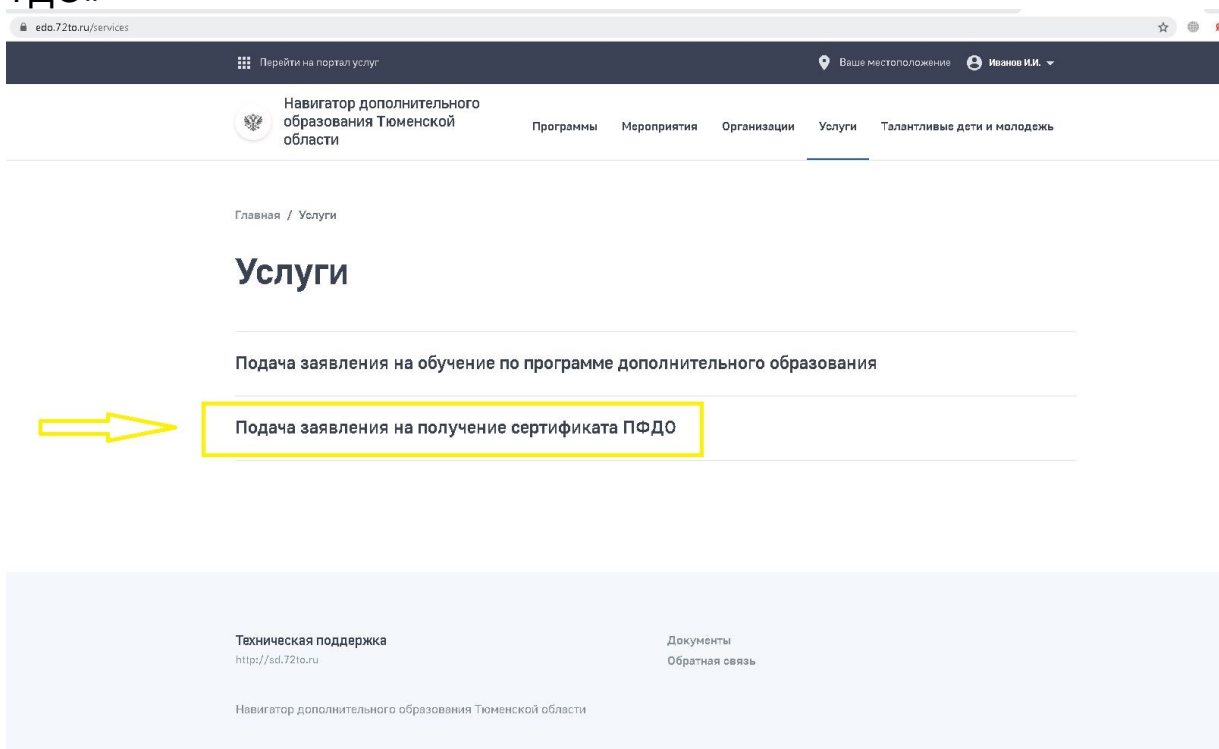 edo.72to.ru/services
Перейти на портал услуг
Ваше местоположение
Иванов И.И.
Навигатор дополнительного
образования Тюменской
области
Программы Мероприятия Организации Услуги Талантливые дети и молодежь
Главная / Услуги
Услуги
Подача заявления на обучение по программе дополнительного образования
Подача заявления на получение сертификата ПФДО
Техническая поддержка
http://sd.72to.ru
Документы
Обратная связь
Навигатор дополнительного образования Тюменской области